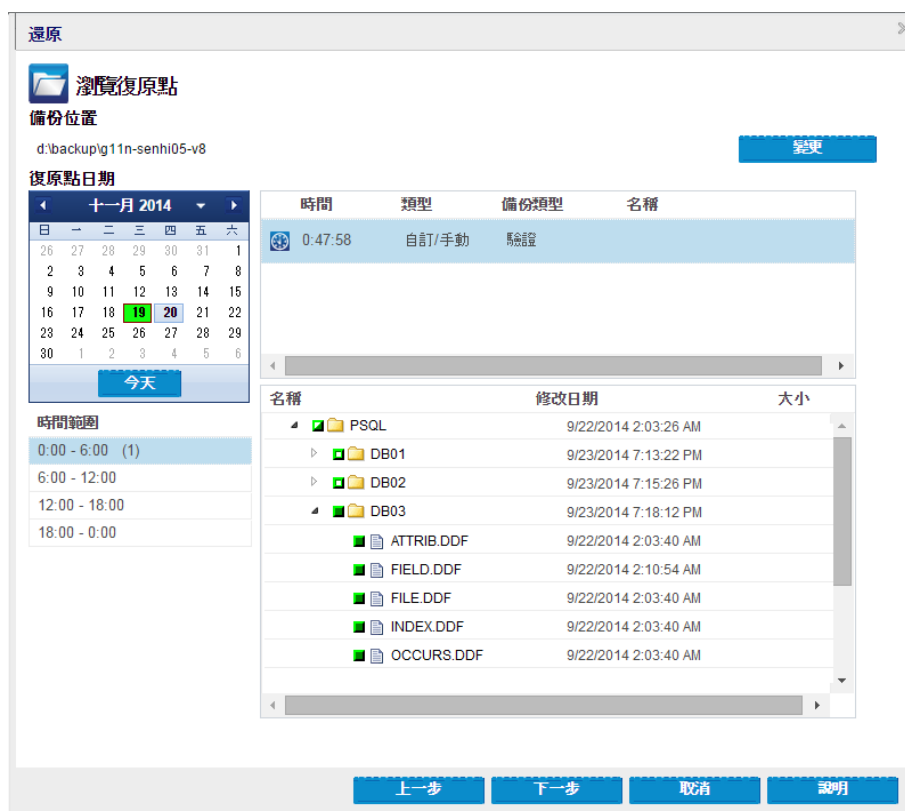 還原
瀏覽復原點
備份位置
d:\backup\g11n-senhi05-v8
變更
復原點日期
十一月 2014
日 一 二 三 四 五 六
26 27 28 29 30 31 1
2 3 4 5 6 7 8
9 10 11 12 13 14 15
16 17 18 19 20 21 22
23 24 25 26 27 28 29
30 1 2 3 4 5 6
今天
時間範圍
0:00 - 6:00 (1)
6:00 - 12:00
12:00 - 18:00
18:00 - 0:00
時間 類型 備份類型 名稱
0:47:58 自訂/手動 驗證
名稱 修改日期 大小
PSQL 9/22/2014 2:03:26 AM
DB01 9/23/2014 7:13:22 PM
DB02 9/23/2014 7:15:26 PM
DB03 9/23/2014 7:18:12 PM
ATTRIB.DDF 9/22/2014 2:03:40 AM
FIELD.DDF 9/22/2014 2:10:54 AM
FILE.DDF 9/22/2014 2:03:40 AM
INDEX.DDF 9/22/2014 2:03:40 AM
OCCURS.DDF 9/22/2014 2:03:40 AM
上一步 下一步 取消 說明